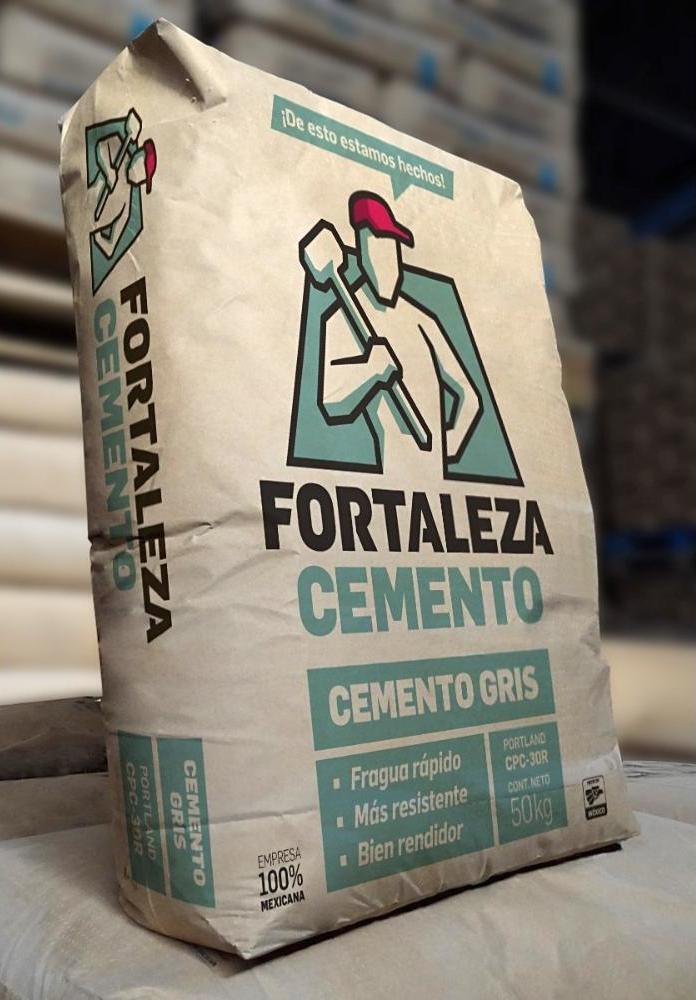 ¡De esto estamos hechos!
FORTALEZA
CEMENTO
CEMENTO GRIS
▪ Fragua rápido
▪ Más resistente
▪ Bien rendidor
PORTLAND
CPC-30R
CONT. NETO
50kg
EMPRESA
100%
MEXICANA
FORTALEZA
CEMENTO
CEMENTO
GRIS
PORTLAND
CPC-30R